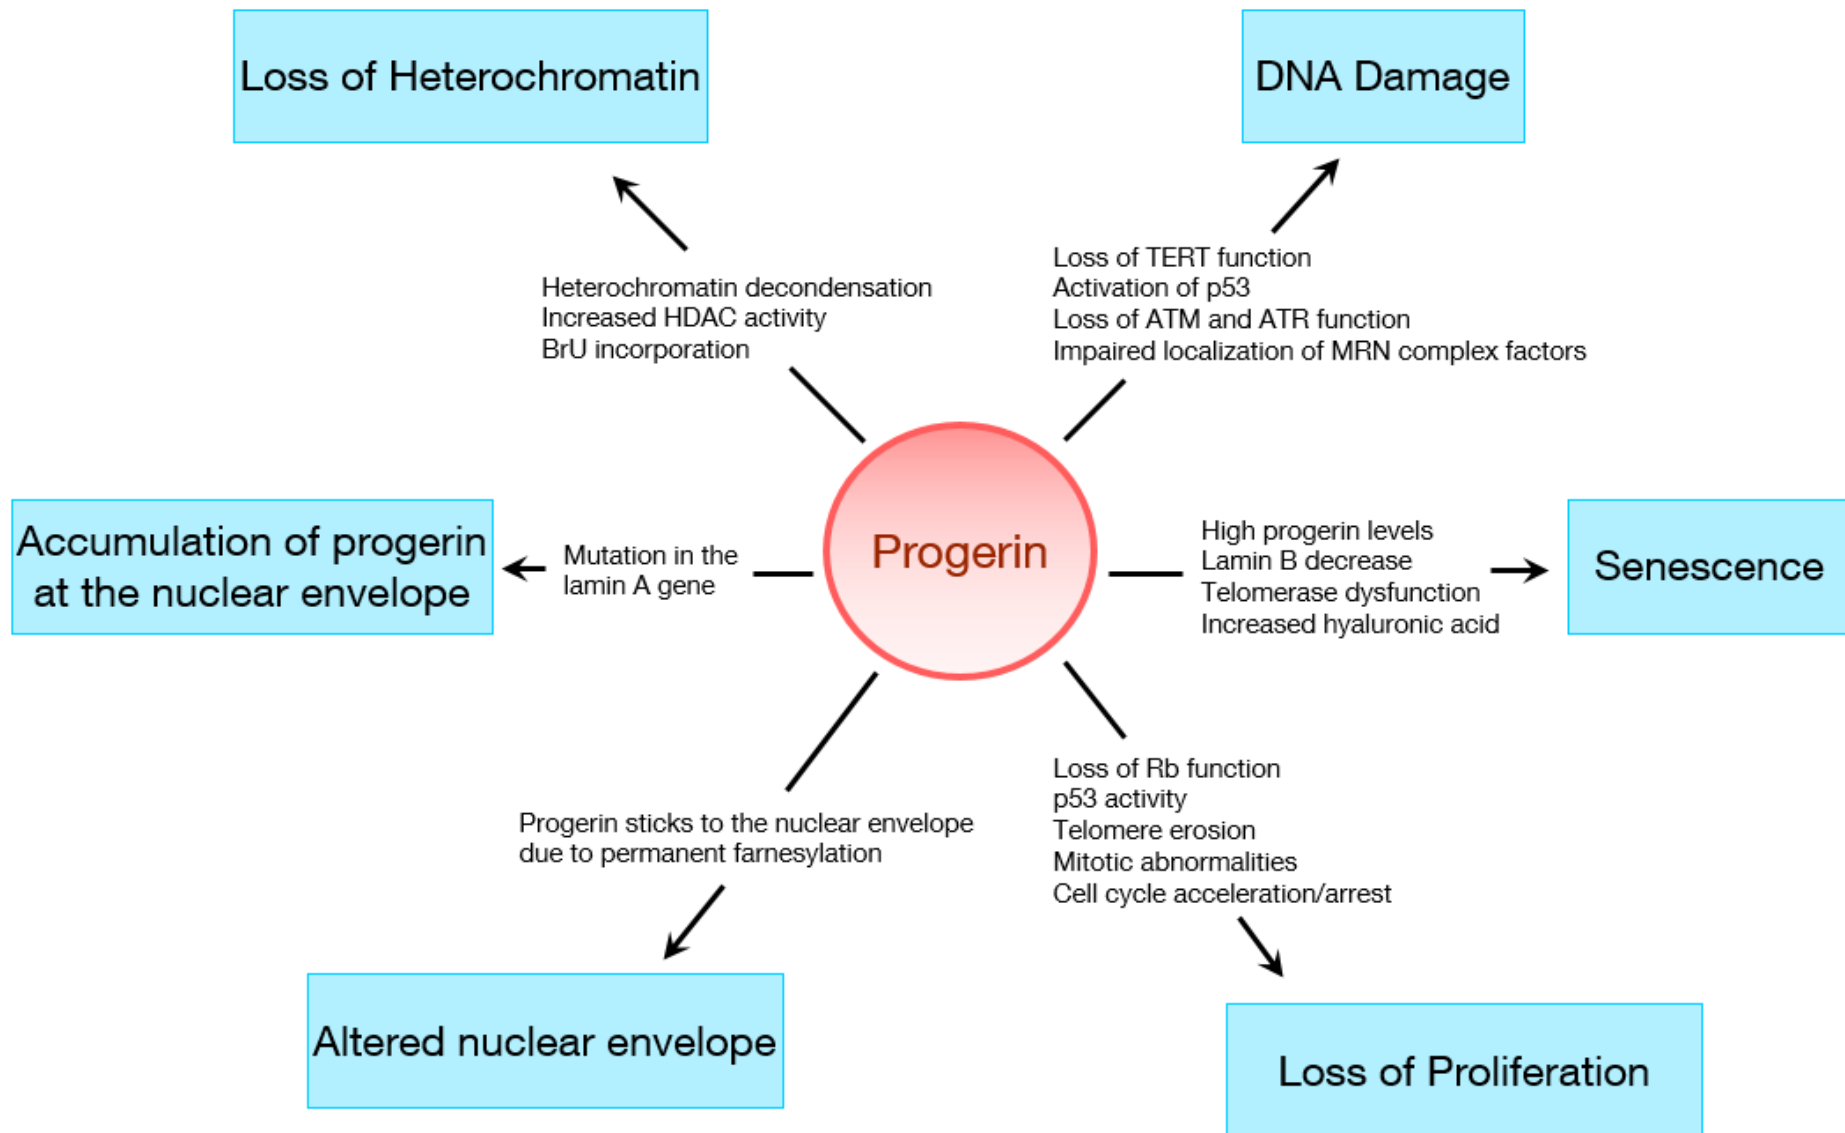 Loss of Heterochromatin
DNA Damage
Heterochromatin decondensation
Increased HDAC activity
BrU incorporation
Loss of TERT function
Activation of p53
Loss of ATM and ATR function
Impaired localization of MRN complex factors
Accumulation of progerin
at the nuclear envelope
Mutation in the
lamin A gene
Progerin
High progerin levels
Lamin B decrease
Telomerase dysfunction
Increased hyaluronic acid
Senescence
Progerin sticks to the nuclear envelope
due to permanent farnesylation
Loss of Rb function
p53 activity
Telomere erosion
Mitotic abnormalities
Cell cycle acceleration/arrest
Altered nuclear envelope
Loss of Proliferation